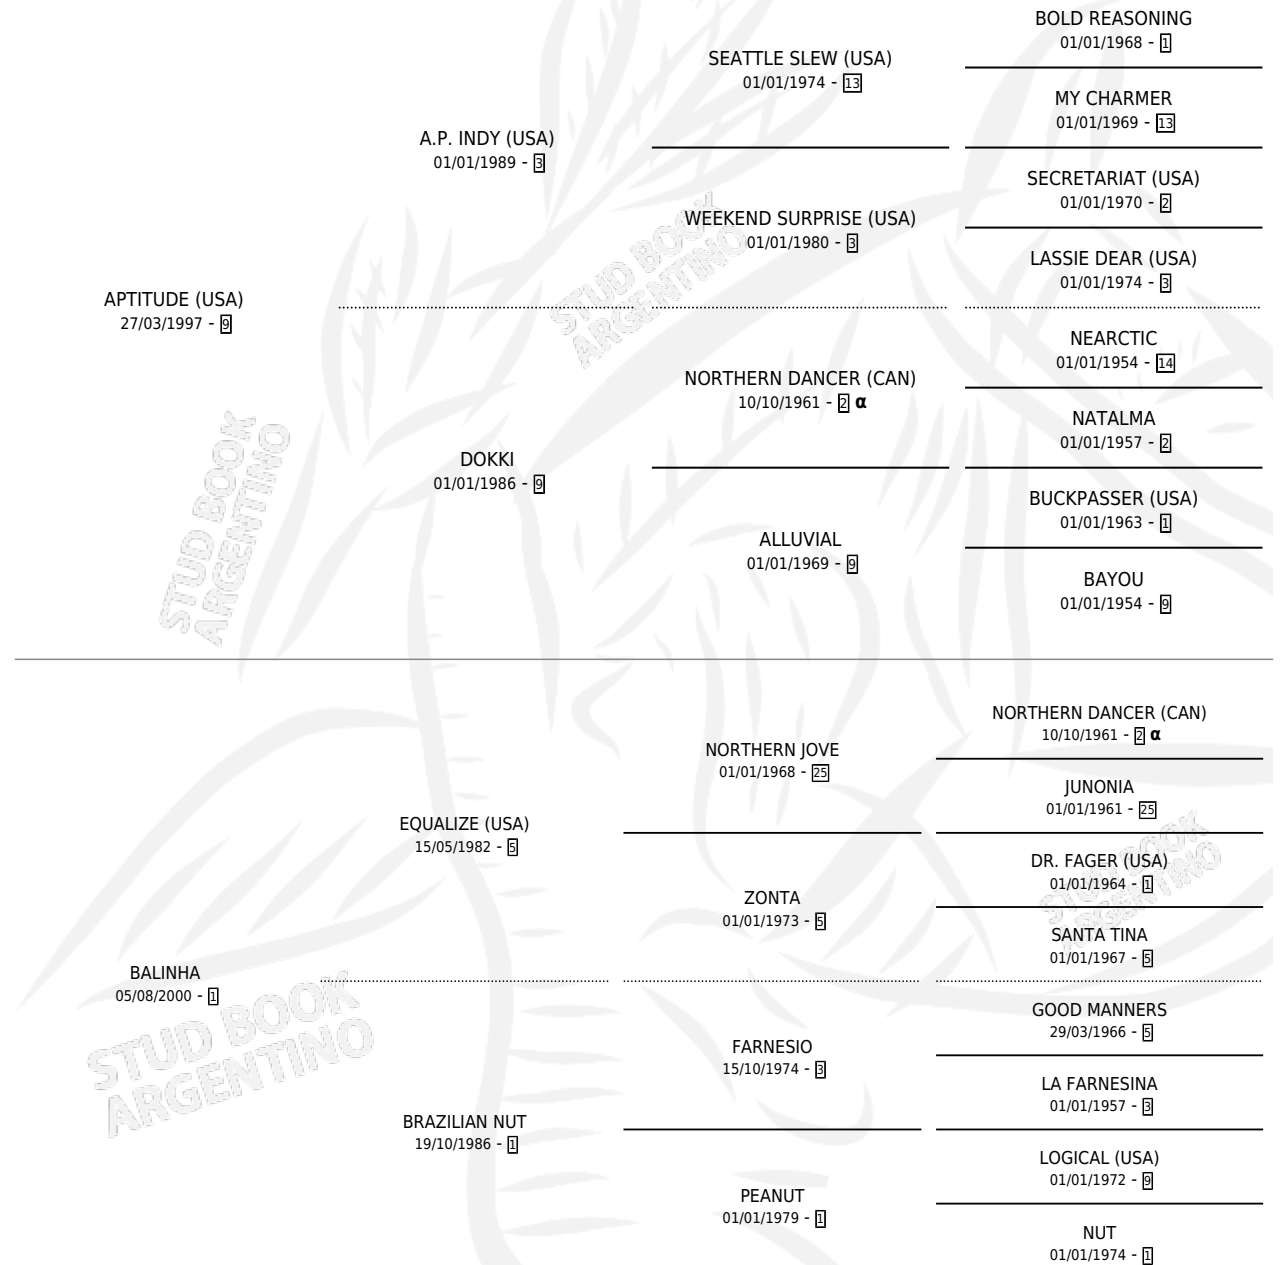 BOLD REASONING
01/01/1968 - 1
SEATTLE SLEW (USA)
01/01/1974 - 13
MY CHARMER
01/01/1969 - 13
A.P. INDY (USA)
01/01/1989 - 3
SECRETARIAT (USA)
01/01/1970 - 2
WEEKEND SURPRISE (USA)
01/01/1980 - 3
LASSIE DEAR (USA)
01/01/1974 - 3
APTITUDE (USA)
27/03/1997 - 9
NEARCTIC
01/01/1954 - 14
NORTHERN DANCER (CAN)
10/10/1961 - 2 α
NATALMA
01/01/1957 - 2
DOKKI
01/01/1986 - 9
BUCKPASSER (USA)
01/01/1963 - 1
ALLUVIAL
01/01/1969 - 9
BAYOU
01/01/1954 - 9
NORTHERN DANCER (CAN)
10/10/1961 - 2 α
NORTHERN JOVE
01/01/1968 - 25
JUNONIA
01/01/1961 - 25
EQUALIZE (USA)
15/05/1982 - 5
DR. FAGER (USA)
01/01/1964 - 1
ZONTA
01/01/1973 - 5
SANTA TINA
01/01/1967 - 5
BALINHA
05/08/2000 - 1
GOOD MANNERS
29/03/1966 - 5
FARNESIO
15/10/1974 - 3
LA FARNESINA
01/01/1957 - 3
BRAZILIAN NUT
19/10/1986 - 1
LOGICAL (USA)
01/01/1972 - 9
PEANUT
01/01/1979 - 1
NUT
01/01/1974 - 1
STUD BOOK
ARGENTINO
STUD BOOK
ARGENTINO
STUD BOOK
ARGENTINO
STUD BOOK
ARGENTINO